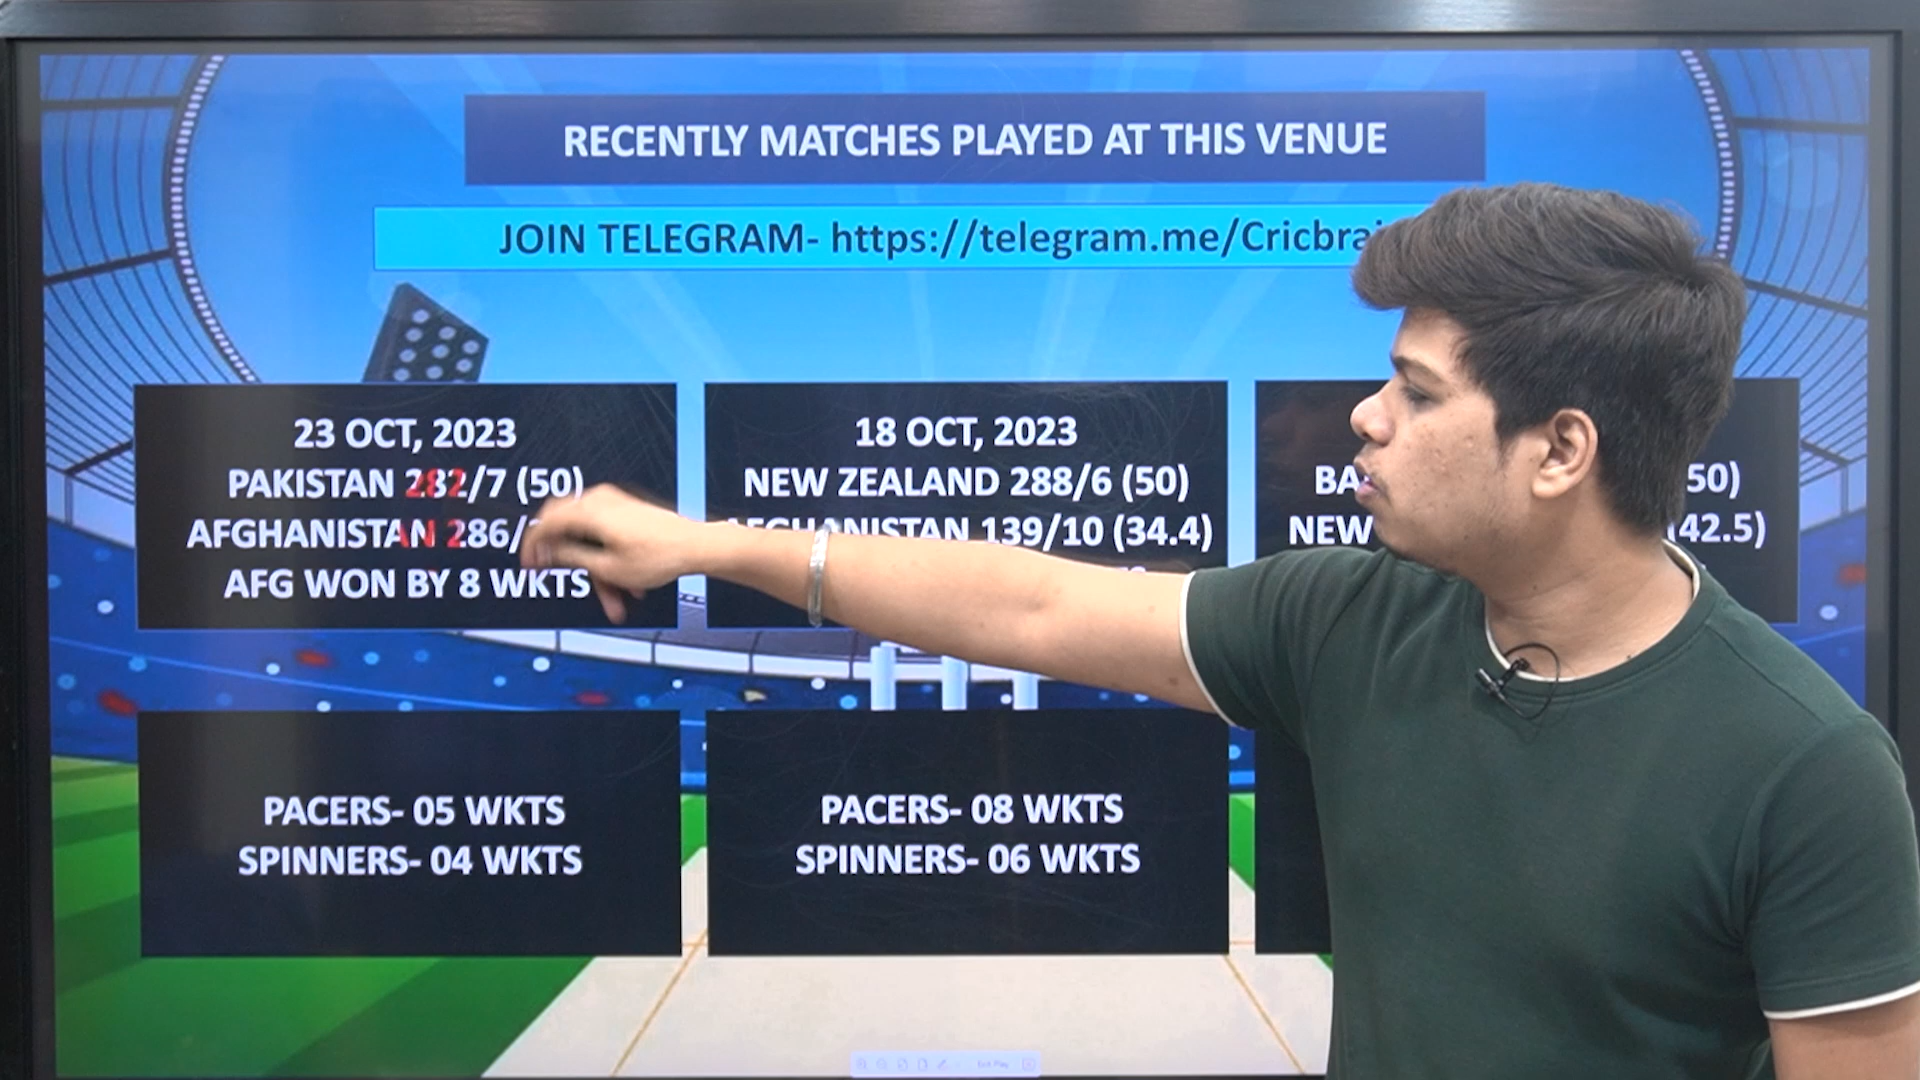 RECENTLY MATCHES PLAYED AT THIS VENUE
JOIN TELEGRAM- https://telegram.me/Cricbrai
23 OCT, 2023
PAKISTAN 282/7 (50)
AFGHANISTAN 286/
AFG WON BY 8 WKTS
18 OCT, 2023
NEW ZEALAND 288/6 (50)
AFGHANISTAN 139/10 (34.4)
BA 50)
NEW (42.5)
PACERS- 05 WKTS
SPINNERS- 04 WKTS
PACERS- 08 WKTS
SPINNERS- 06 WKTS